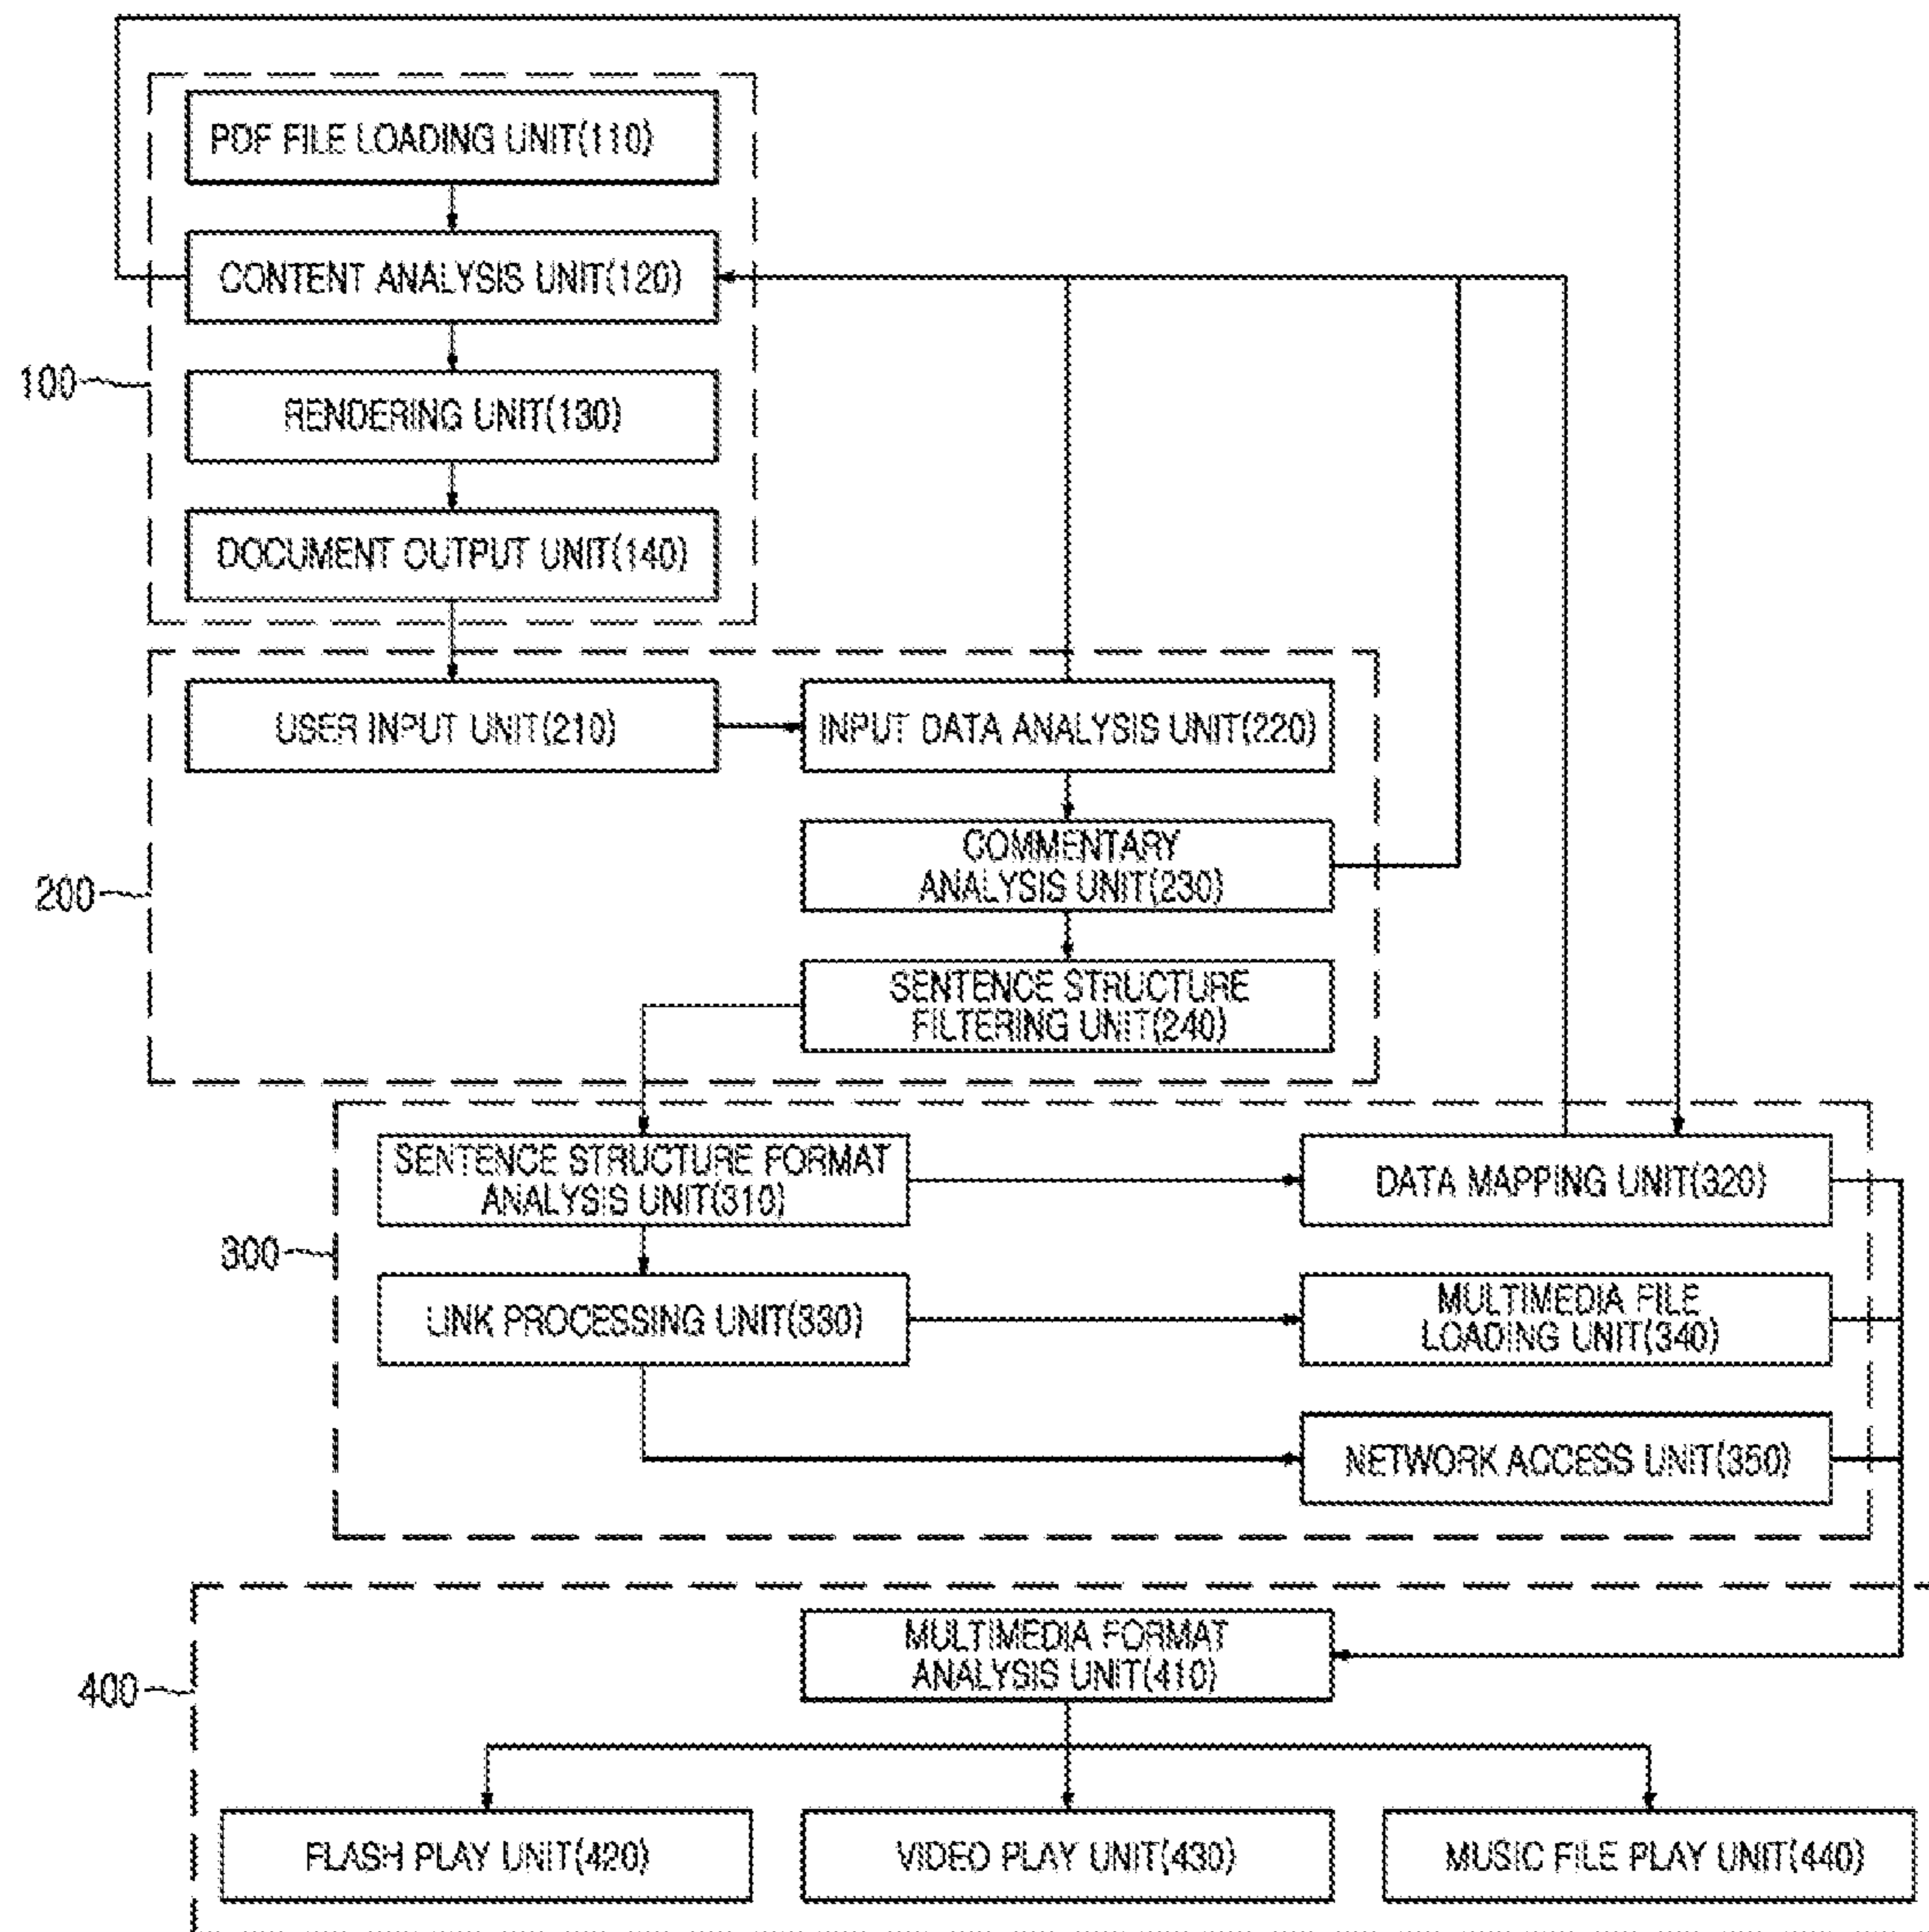 PDF FILE LOADING UNIT(110)
CONTENT ANALYSIS UNIT(120)
100
RENDERING UNIT(130)
DOCUMENT OUTPUT UNIT(140)
USER INPUT UNIT(210)
INPUT DATA ANALYSIS UNIT(220)
COMMENTARY
ANALYSIS UNIT(230)
200
SENTENCE STRUCTURE
FILTERING UNIT(240)
SENTENCE STRUCTURE FORMAT
ANALYSIS UNIT(310)
DATA MAPPING UNIT(320)
300
LINK PROCESSING UNIT(330)
MULTIMEDIA FILE
LOADING UNIT(340)
NETWORK ACCESS UNIT(350)
MULTIMEDIA FORMAT
ANALYSIS UNIT(410)
400
FLASH PLAY UNIT(420)
VIDEO PLAY UNIT(430)
MUSIC FILE PLAY UNIT(440)